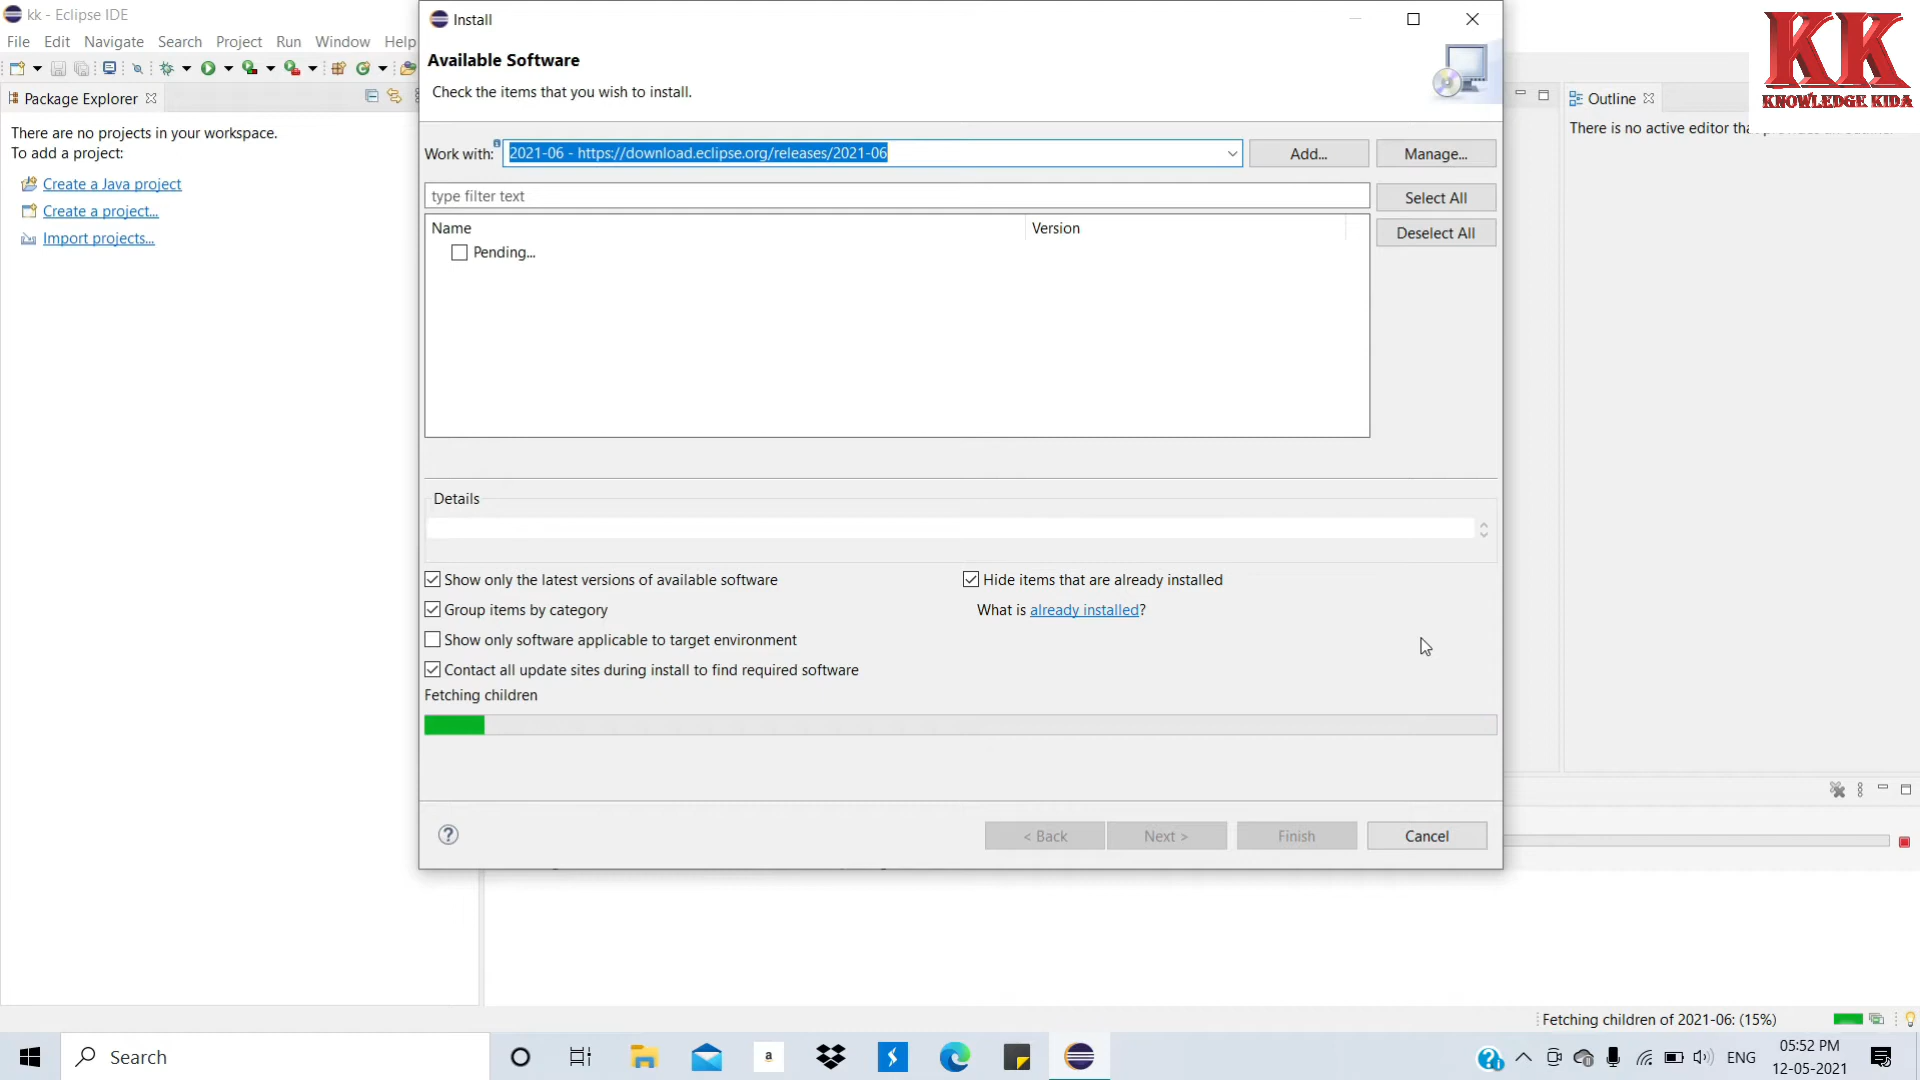 kk - Eclipse IDE
File Edit Navigate Search Project Run Window Help
Package Explorer
There are no projects in your workspace.
To add a project:
Create a Java project
Create a project...
Import projects...
Install
Available Software
Check the items that you wish to install.
Work with: 2021-06 - https://download.eclipse.org/releases/2021-06
Add...
Manage...
type filter text
Select All
Deselect All
Name Version
Pending...
Details
Show only the latest versions of available software
Hide items that are already installed
Group items by category
What is already installed?
Show only software applicable to target environment
Contact all update sites during install to find required software
Fetching children
< Back
Next >
Finish
Cancel
Outline
There is no active editor
KK
KNOWLEDGE KIDA
Fetching children of 2021-06: (15%)
Search
a
ENG
05:52 PM
12-05-2021